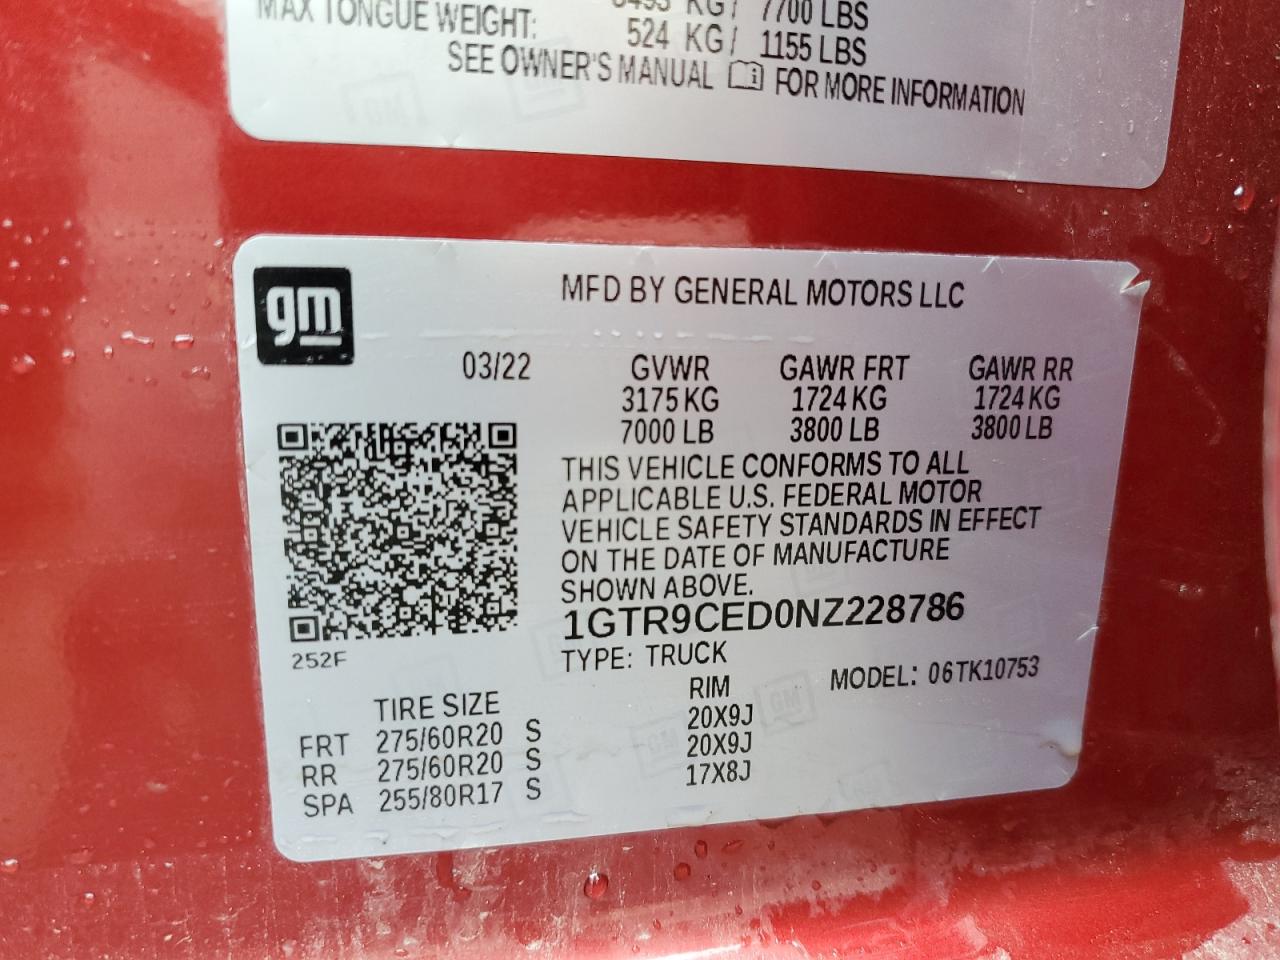 MAX TONGUE WEIGHT: 3493 KG/ 7700 LBS
524 KG/ 1155 LBS
SEE OWNER'S MANUAL FOR MORE INFORMATION
gm
MFD BY GENERAL MOTORS LLC
03/22 GVWR GAWR FRT GAWR RR
3175 KG 1724 KG 1724 KG
7000 LB 3800 LB 3800 LB
THIS VEHICLE CONFORMS TO ALL
APPLICABLE U.S. FEDERAL MOTOR
VEHICLE SAFETY STANDARDS IN EFFECT
ON THE DATE OF MANUFACTURE
SHOWN ABOVE.
1GTR9CED0NZ228786
252F
TYPE: TRUCK
MODEL: 06TK10753
TIRE SIZE RIM
FRT 275/60R20 S 20X9J
RR 275/60R20 S 20X9J
SPA 255/80R17 S 17X8J